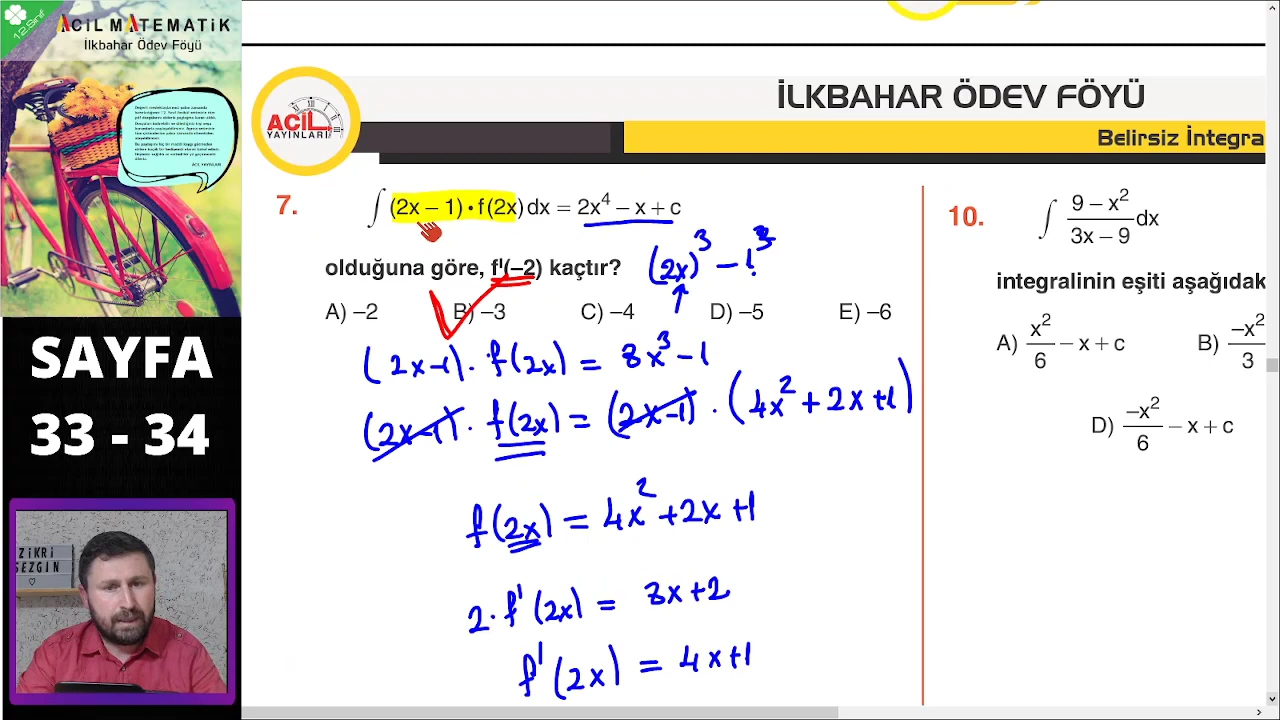 12.Sınıf
ACİL MATEMATİK
İlkbahar Ödev Föyü
SAYFA
33 - 34
ZİKRİ
SEZGİN
ACİL
YAYINLARI
İLKBAHAR ÖDEV FÖYÜ
Belirsiz İntegra
7. ∫ (2x – 1) • f(2x) dx = 2x⁴ – x + c
olduğuna göre, f'(–2) kaçtır?
A) –2 B) –3 C) –4 D) –5 E) –6
(2x)³ – 1³
(2x-1) · f(2x) = 8x³ – 1
(2x-1) · f(2x) = (2x-1) · (4x² + 2x + 1)
f(2x) = 4x² + 2x + 1
2 · f'(2x) = 8x + 2
f'(2x) = 4x + 1
10. ∫ (9 – x²)/(3x – 9) dx
integralinin eşiti aşağıdak
A) x²/6 – x + c B) –x²/3
D) –x²/6 – x + c